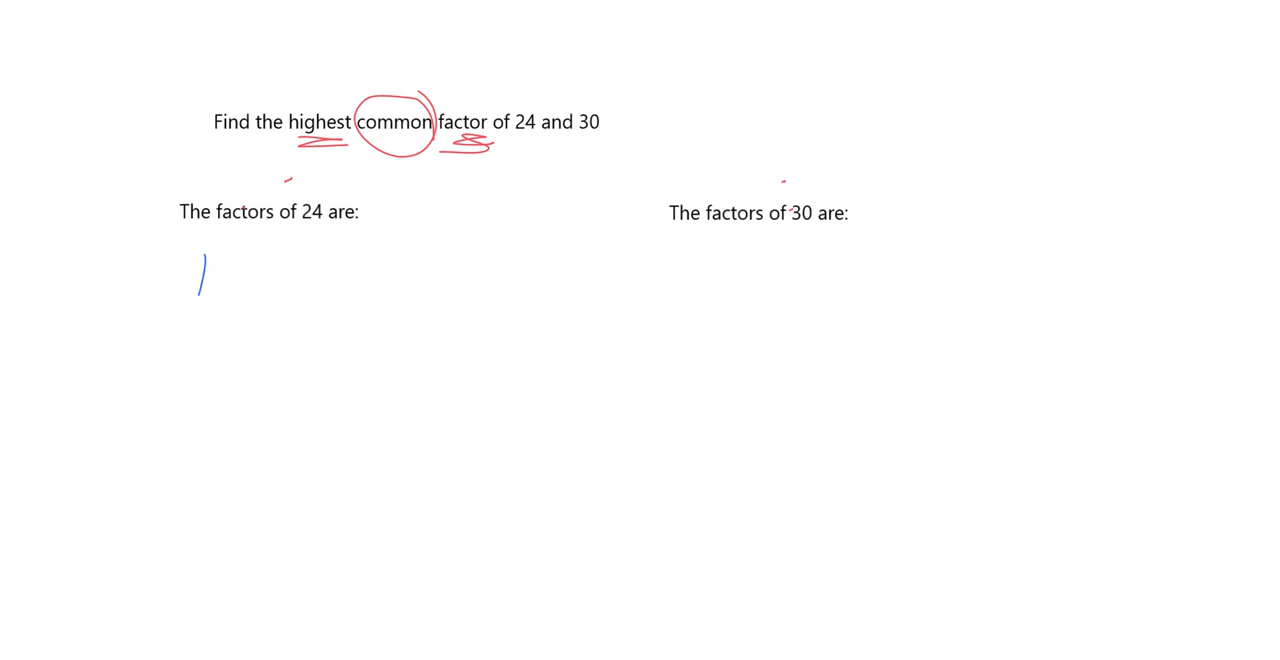 Find the highest common factor of 24 and 30
The factors of 24 are:
The factors of 30 are:
1